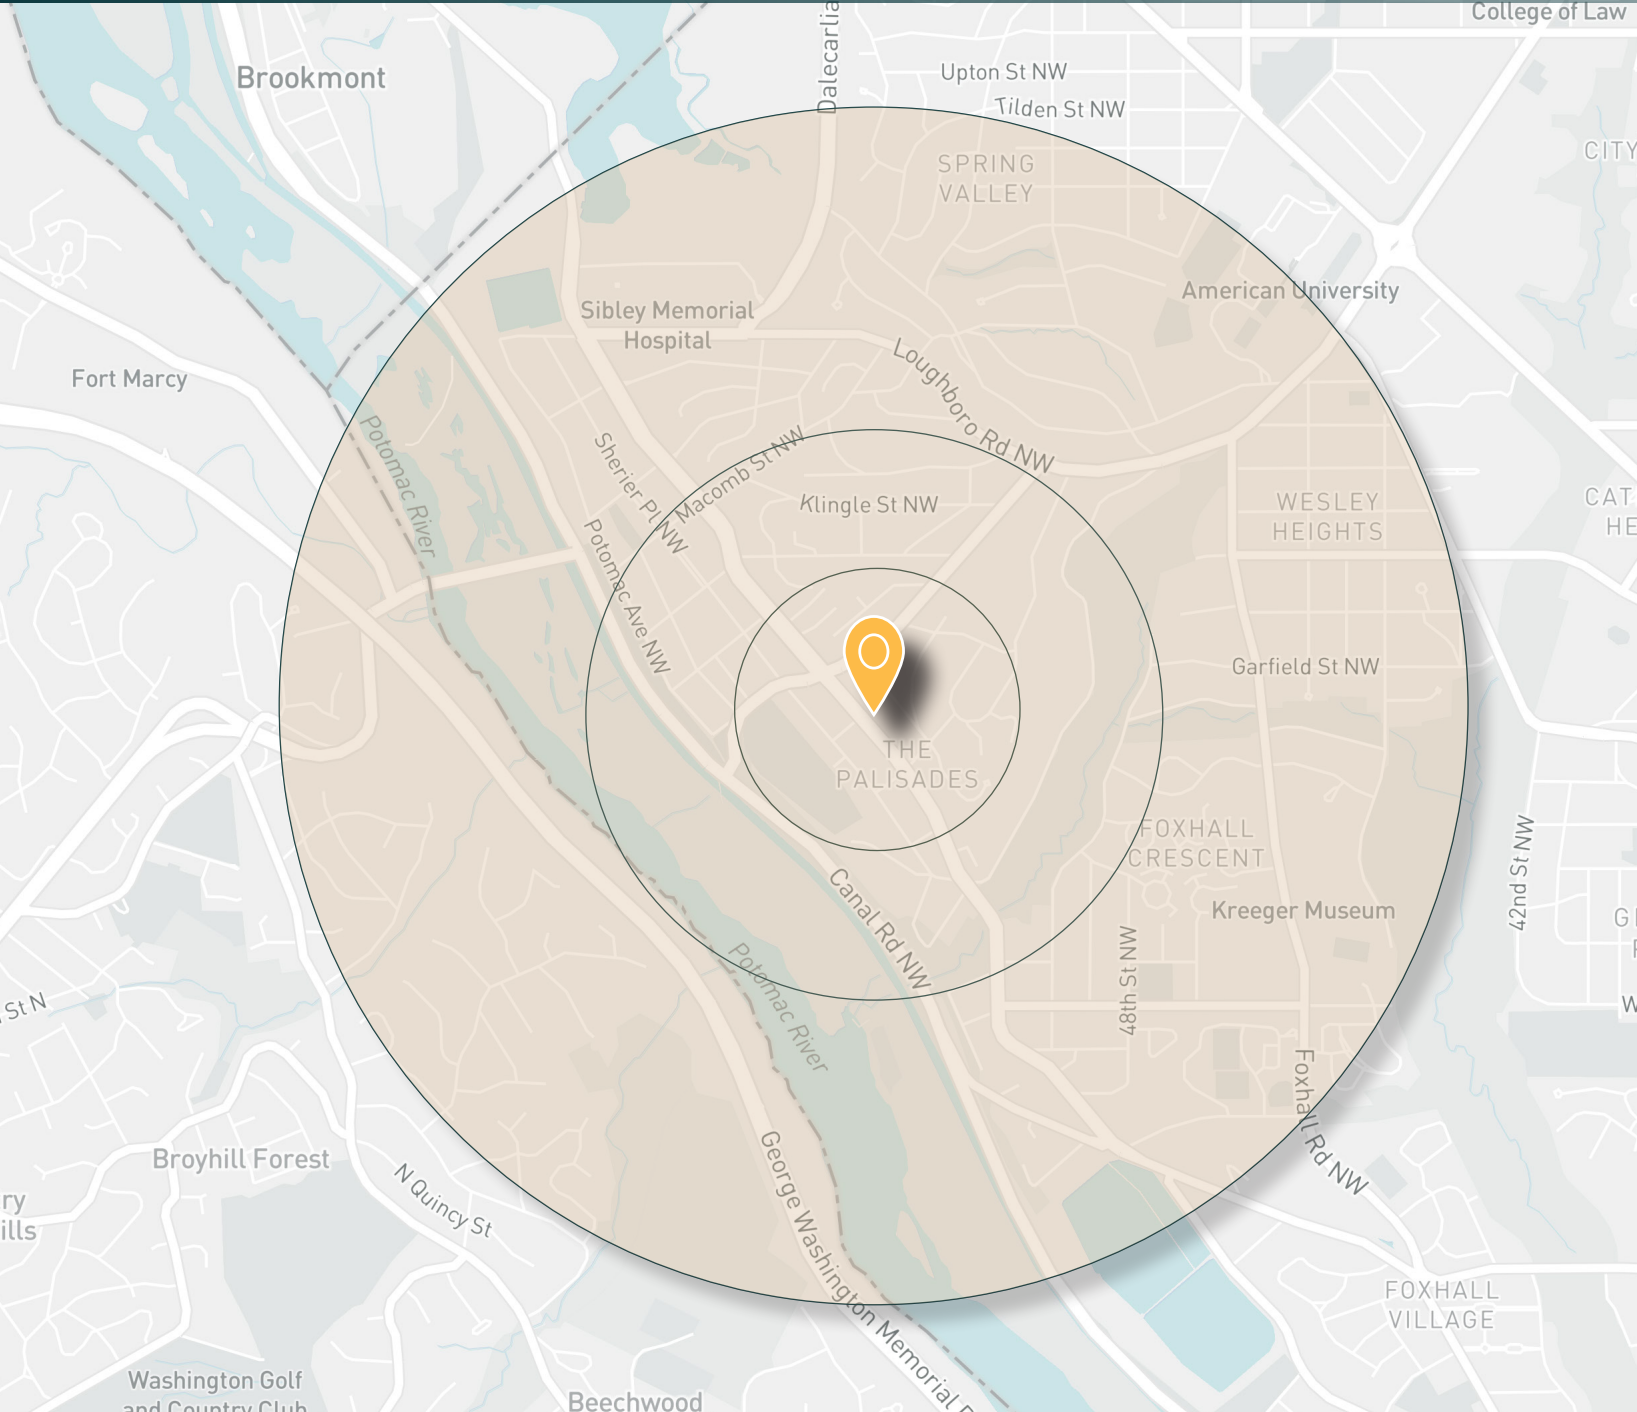 College of Law
Brookmont
Dalecarlia
Upton St NW
Tilden St NW
CITY
SPRING
VALLEY
American University
Sibley Memorial
Hospital
Fort Marcy
Loughboro Rd NW
Potomac River
Sherier Pl NW
Macomb St NW
Klingle St NW
WESLEY
HEIGHTS
CAT
HE
Potomac Ave NW
Garfield St NW
THE
PALISADES
FOXHALL
CRESCENT
42nd St NW
Canal Rd NW
Kreeger Museum
48th St NW
Potomac River
St N
Foxhall Rd NW
George Washington Memorial P
Broyhill Forest
N Quincy St
ry
ills
FOXHALL
VILLAGE
Washington Golf
and Country Club
Beechwood